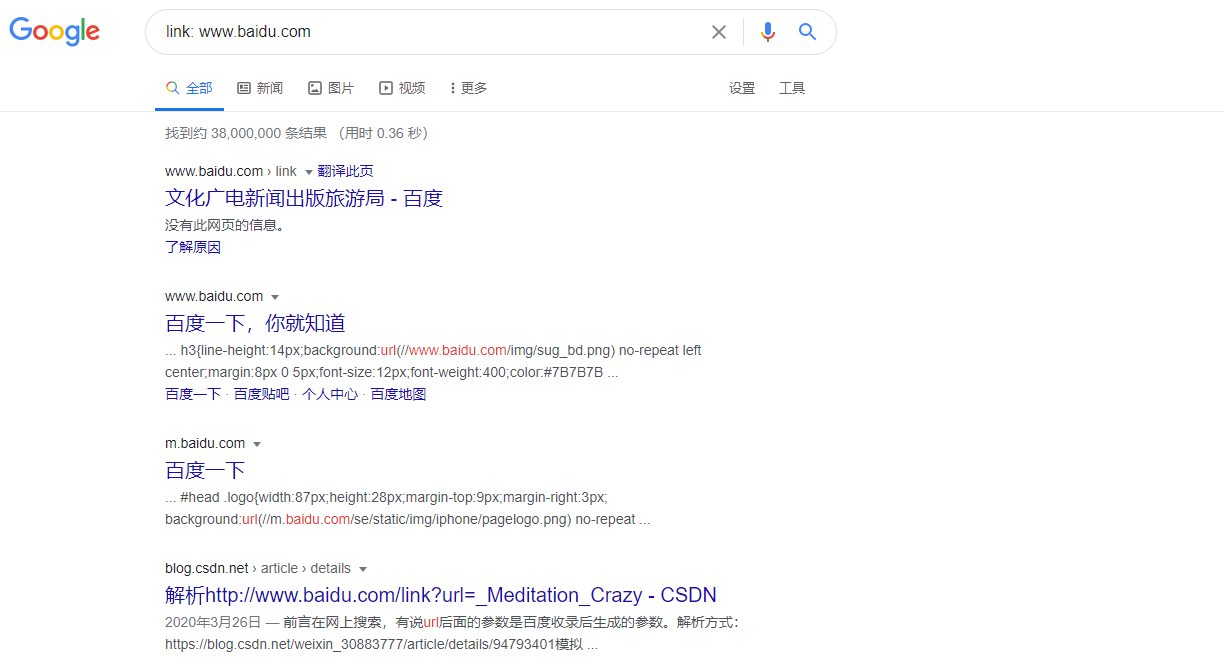 Google
link: www.baidu.com
全部 新闻 图片 视频 更多 设置 工具
找到约 38,000,000 条结果 （用时 0.36 秒）
www.baidu.com › link 翻译此页
文化广电新闻出版旅游局 - 百度
没有此网页的信息。
了解原因
www.baidu.com
百度一下，你就知道
... h3{line-height:14px;background:url(//www.baidu.com/img/sug_bd.png) no-repeat left
center;margin:8px 0 5px;font-size:12px;font-weight:400;color:#7B7B7B ...
百度一下 · 百度贴吧 · 个人中心 · 百度地图
m.baidu.com
百度一下
... #head .logo{width:87px;height:28px;margin-top:9px;margin-right:3px;
background:url(//m.baidu.com/se/static/img/iphone/pagelogo.png) no-repeat ...
blog.csdn.net › article › details
解析http://www.baidu.com/link?url=_Meditation_Crazy - CSDN
2020年3月26日 — 前言在网上搜索，有说url后面的参数是百度收录后生成的参数。解析方式：
https://blog.csdn.net/weixin_30883777/article/details/94793401模拟 ...